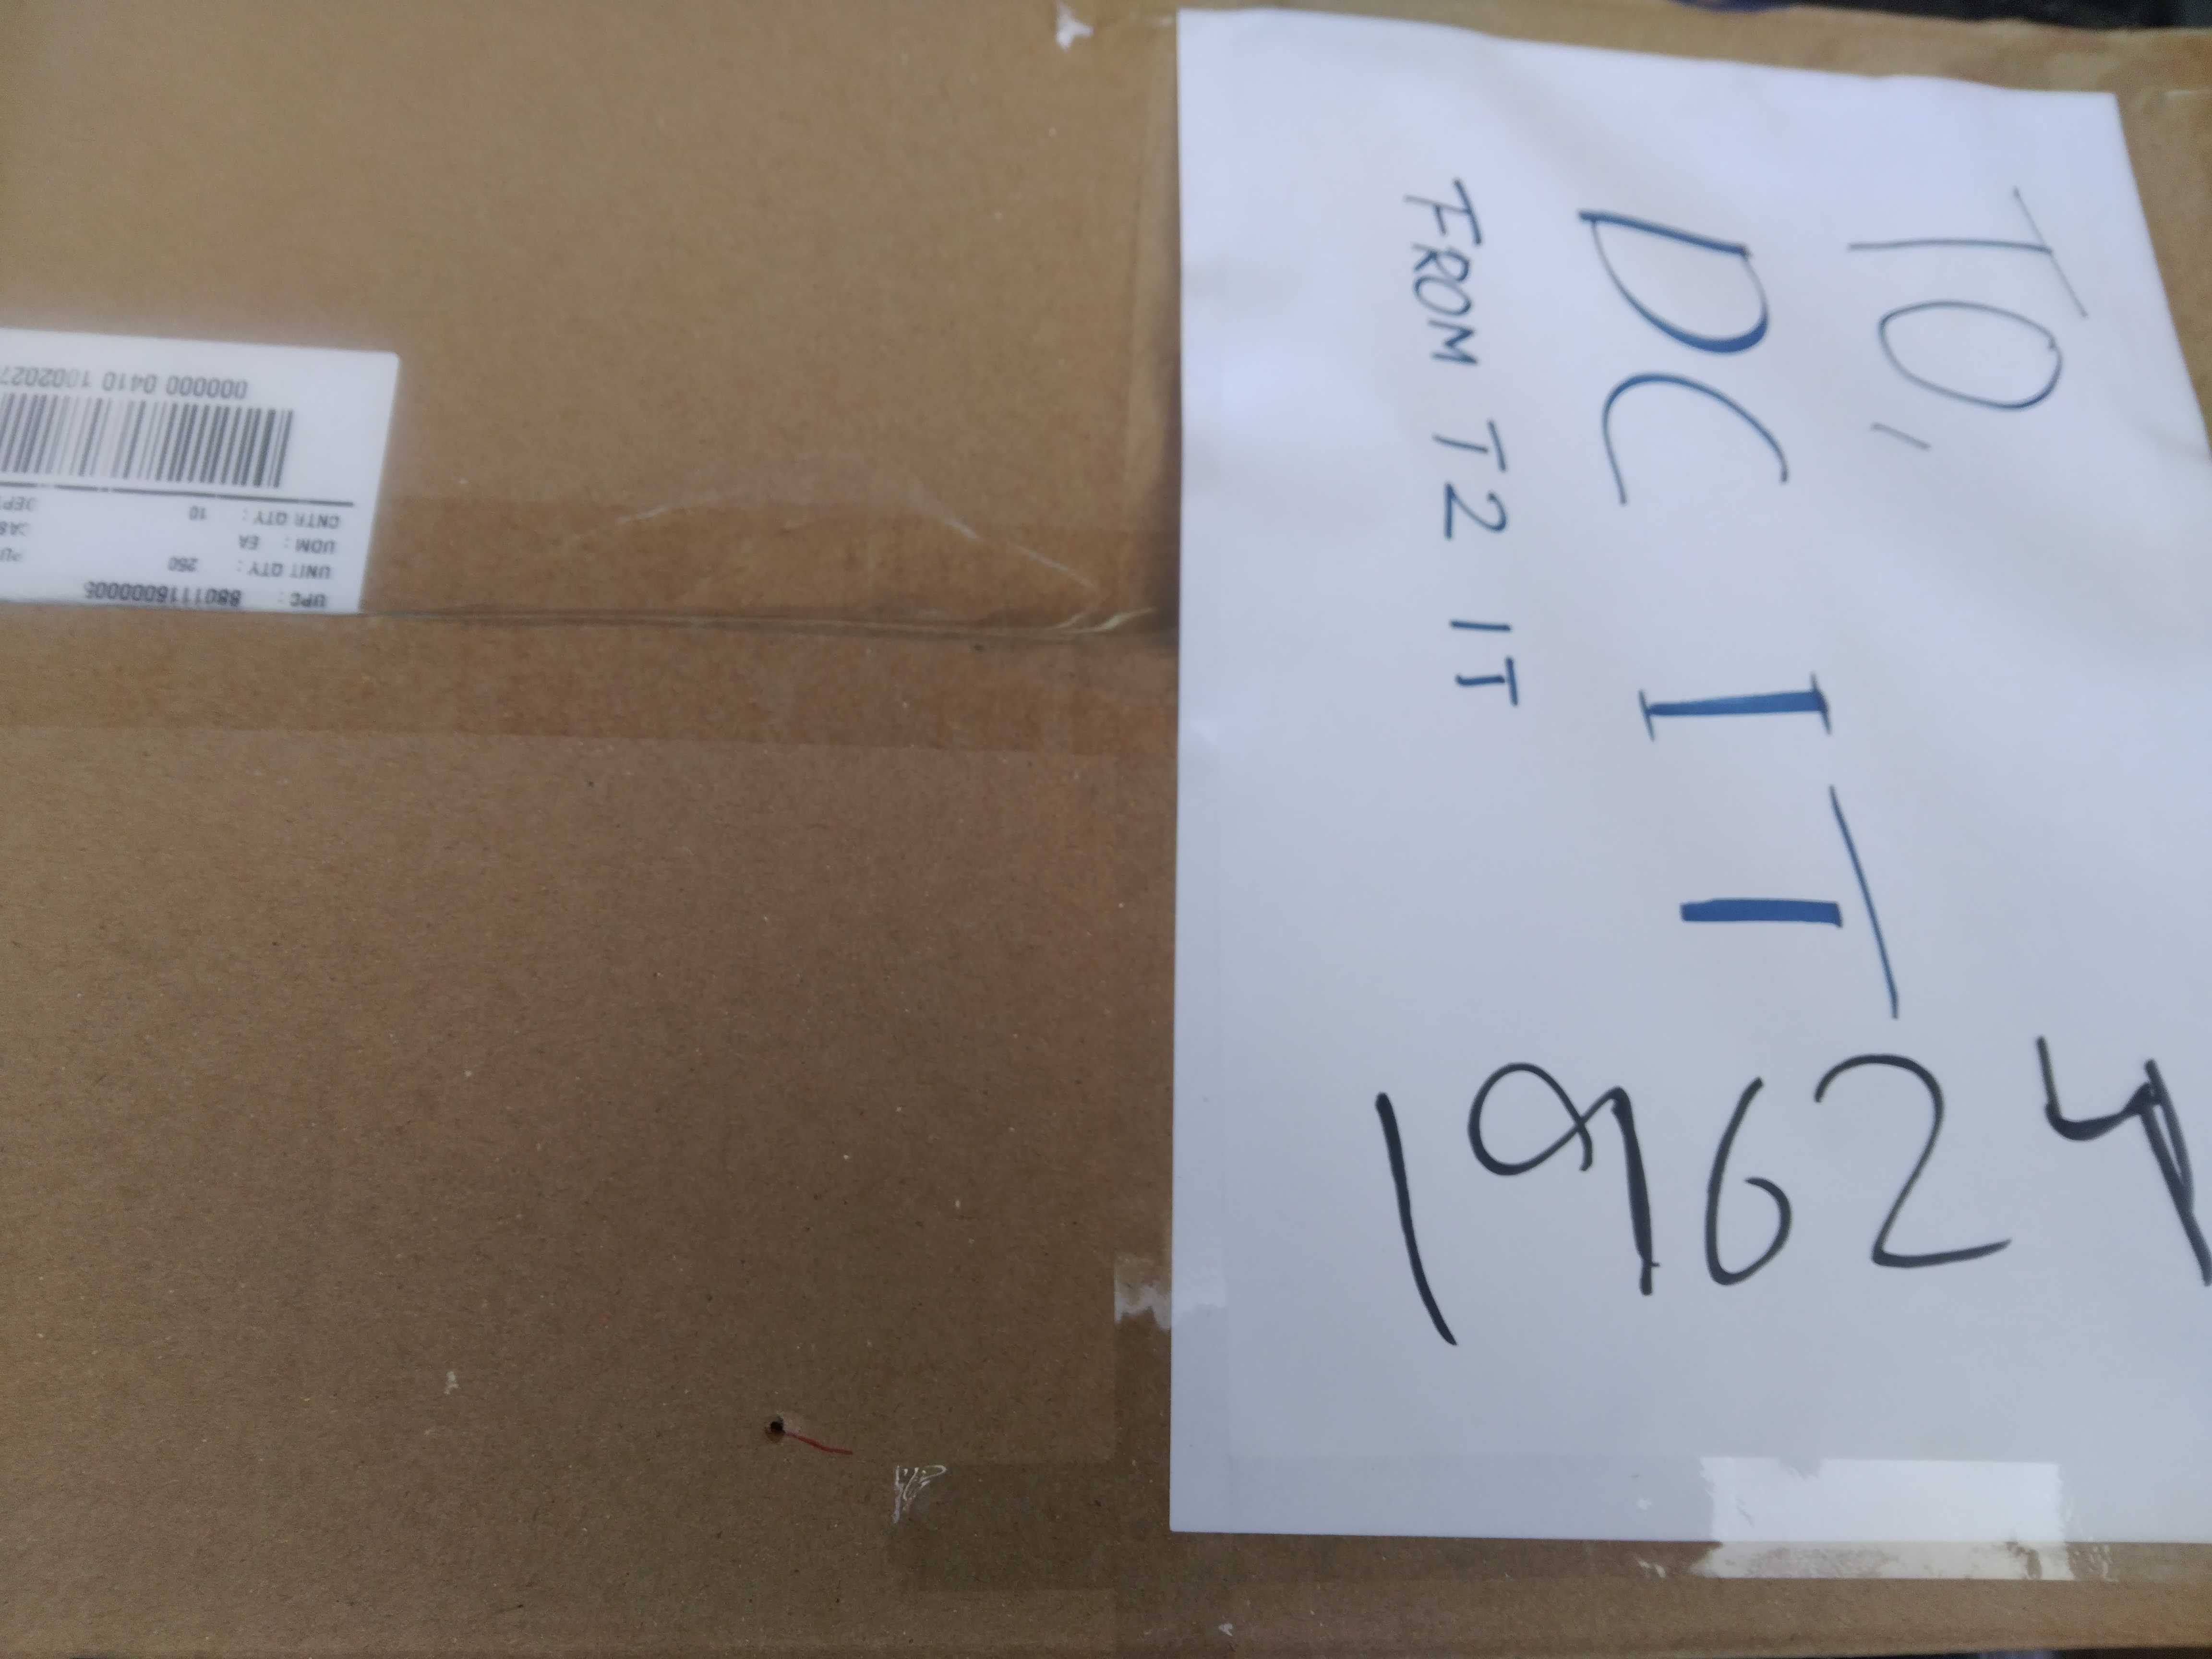 TO,
DC IT
FROM T2 IT
19624
000000 0410
CNTR QTY : 10
UOM : EA
UNIT QTY : 250
UPC : 8801116000005